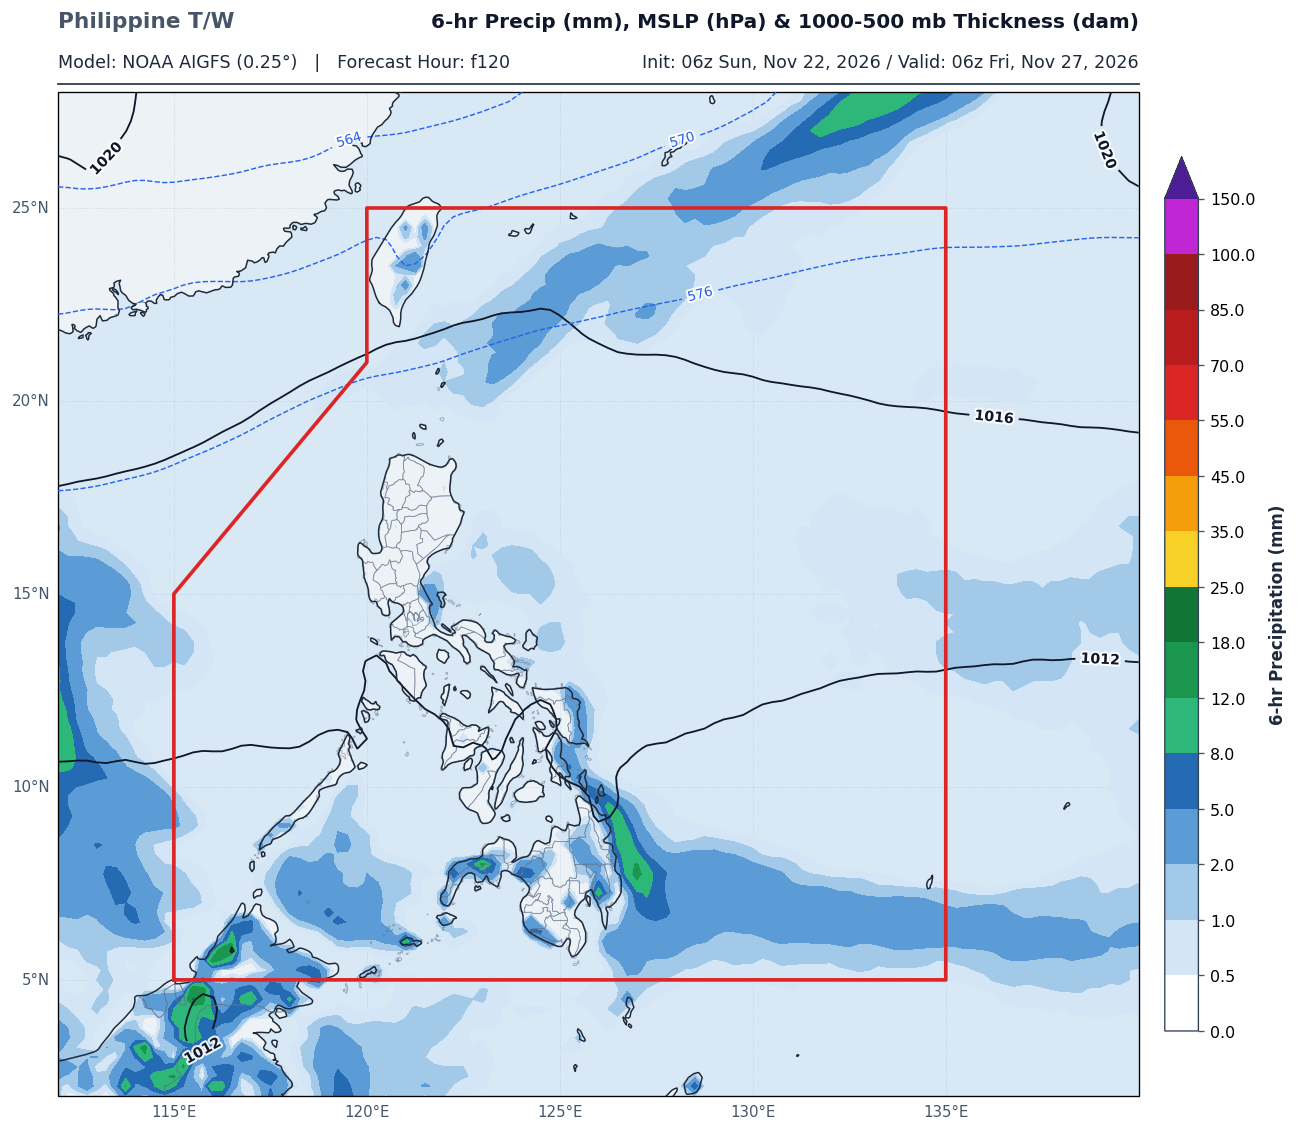 Philippine T/W
6-hr Precip (mm), MSLP (hPa) & 1000-500 mb Thickness (dam)
Model: NOAA AIGFS (0.25°) | Forecast Hour: f120
Init: 06z Sun, Nov 22, 2026 / Valid: 06z Fri, Nov 27, 2026
1020
564
570
1020
25°N
576
20°N
1016
15°N
1012
10°N
5°N
1012
115°E
120°E
125°E
130°E
135°E
150.0
100.0
85.0
70.0
55.0
45.0
35.0
25.0
18.0
12.0
8.0
5.0
2.0
1.0
0.5
0.0
6-hr Precipitation (mm)